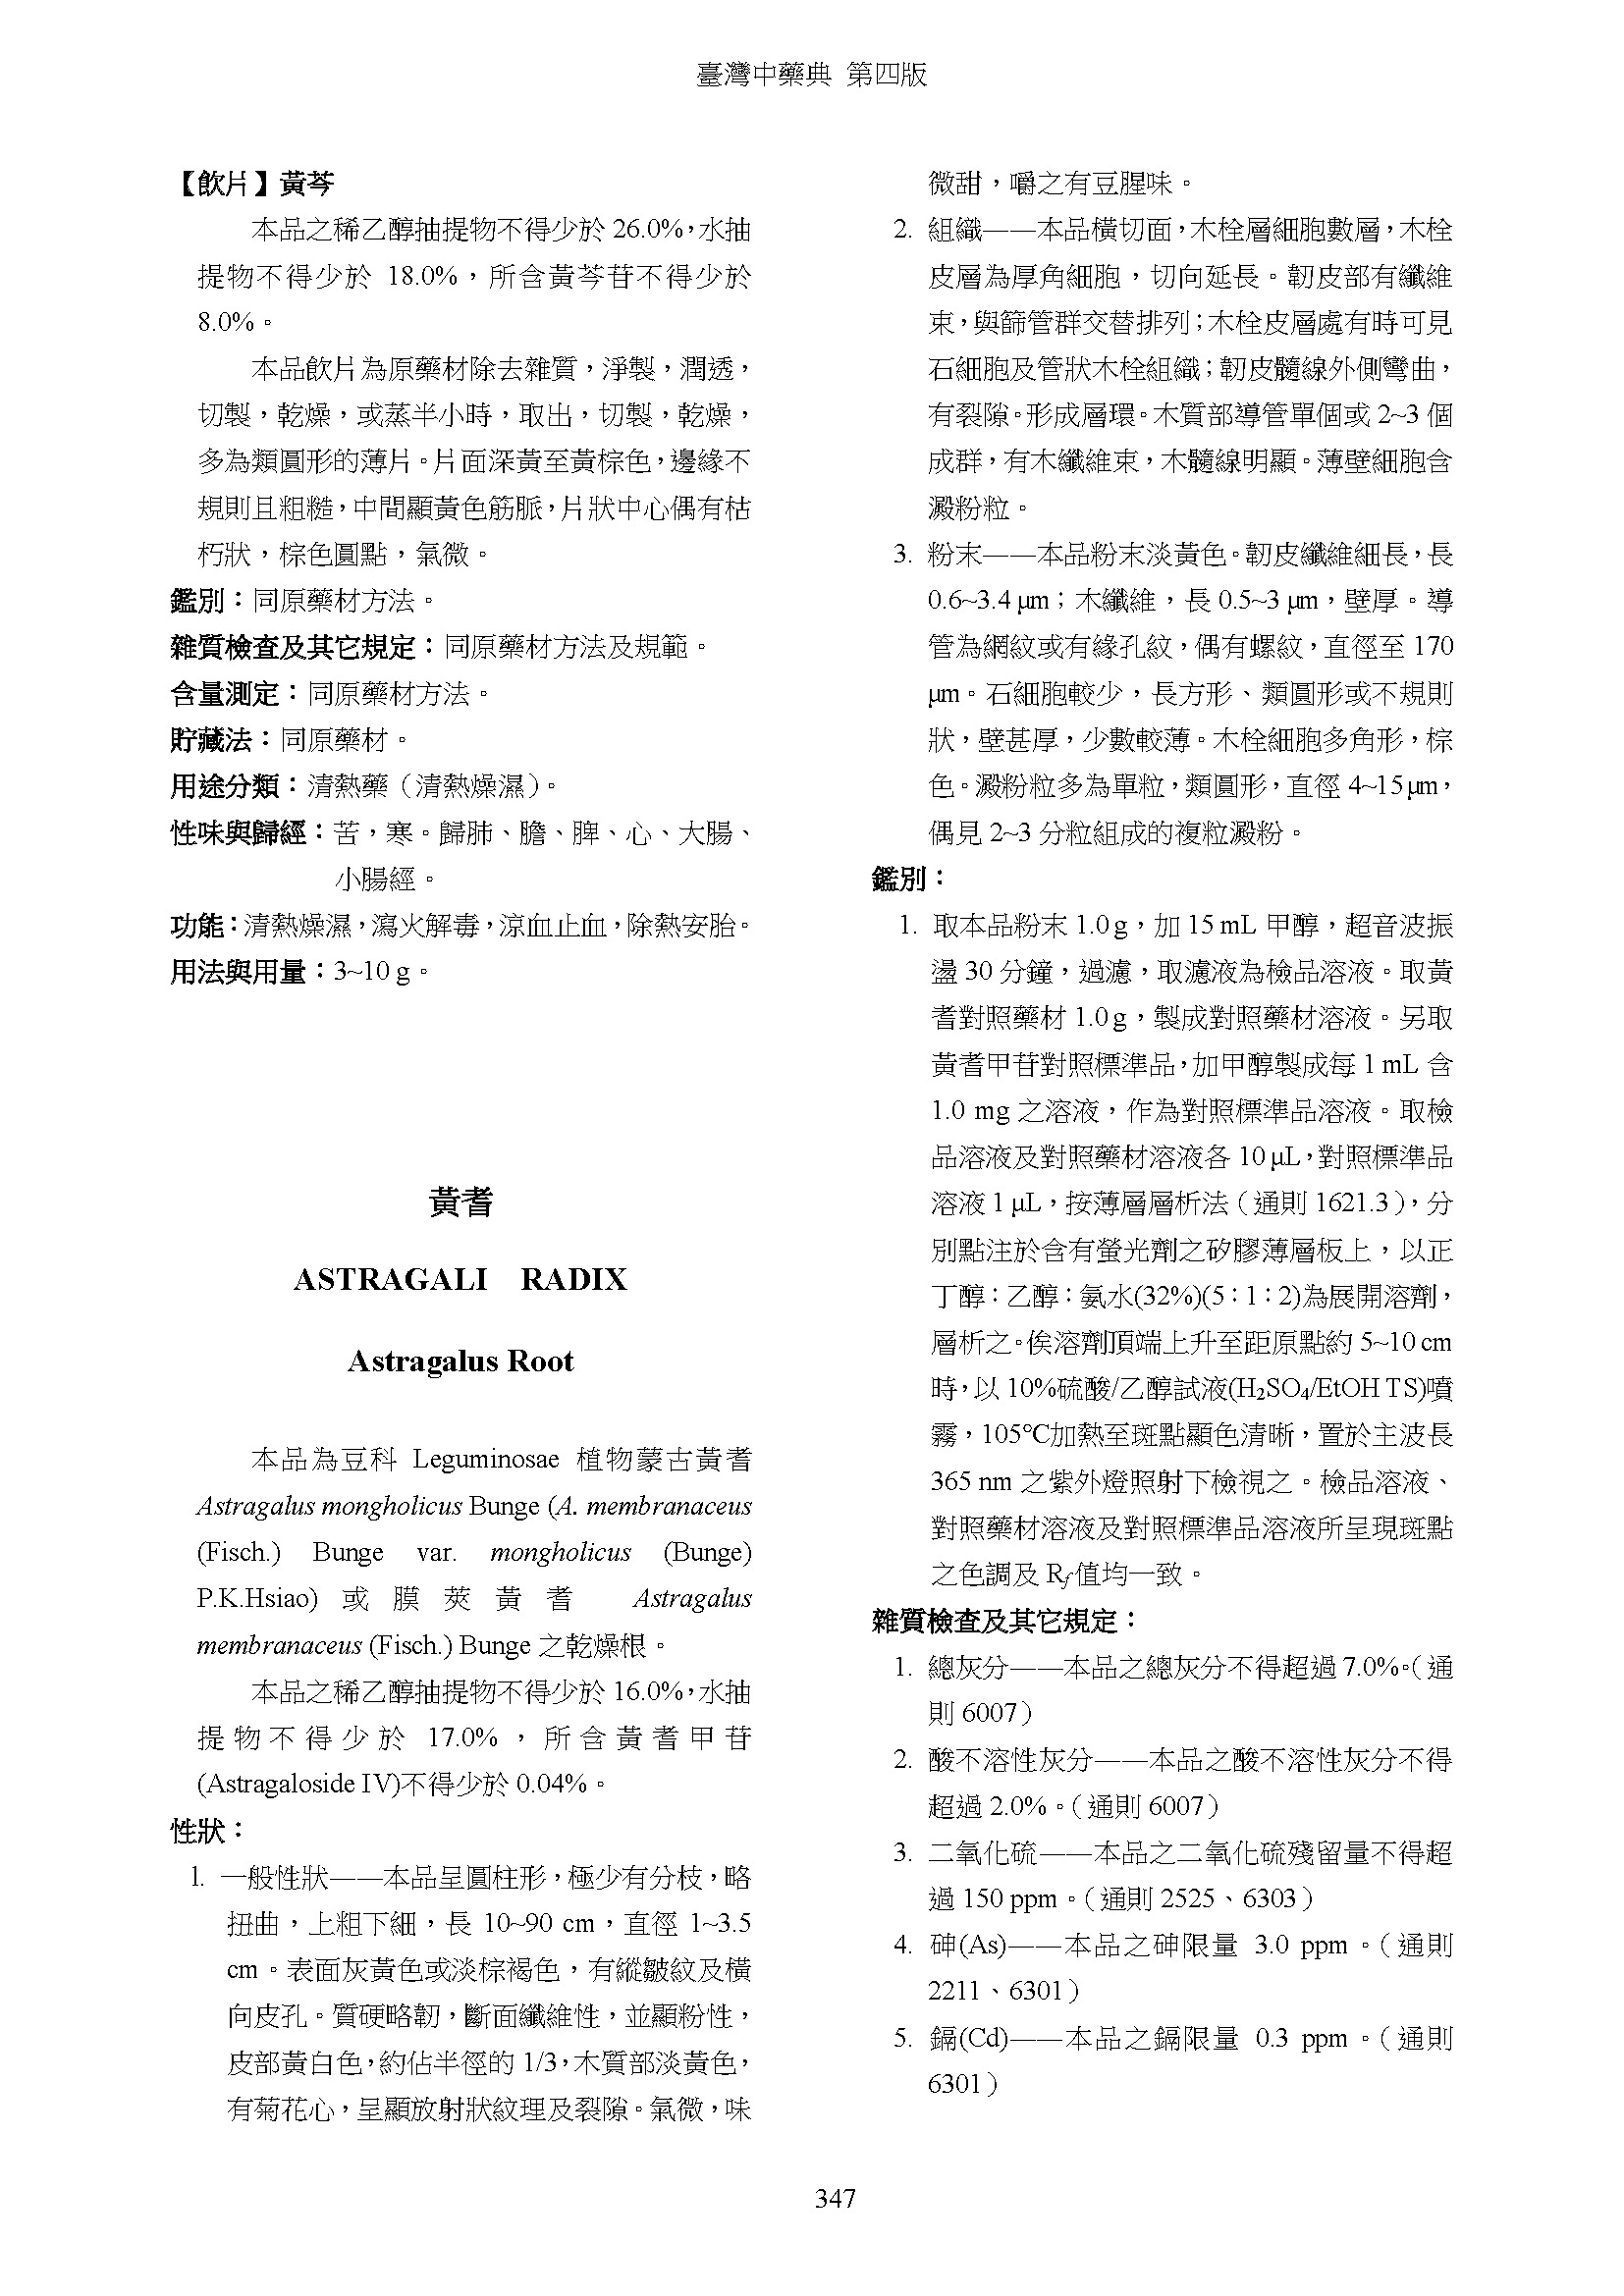 臺灣中藥典 第四版
【飲片】黃芩
本品之稀乙醇抽提物不得少於 26.0%，水抽
提物不得少於 18.0%，所含黃芩苷不得少於
8.0%。
本品飲片為原藥材除去雜質，淨製，潤透，
切製，乾燥，或蒸半小時，取出，切製，乾燥，
多為類圓形的薄片。片面深黃至黃棕色，邊緣不
規則且粗糙，中間顯黃色筋脈，片狀中心偶有枯
朽狀，棕色圓點，氣微。
鑑別：同原藥材方法。
雜質檢查及其它規定：同原藥材方法及規範。
含量測定：同原藥材方法。
貯藏法：同原藥材。
用途分類：清熱藥（清熱燥濕）。
性味與歸經：苦，寒。歸肺、膽、脾、心、大腸、
小腸經。
功能：清熱燥濕，瀉火解毒，涼血止血，除熱安胎。
用法與用量：3~10 g。
黃耆
ASTRAGALI RADIX
Astragalus Root
本品為豆科 Leguminosae 植物蒙古黃耆
Astragalus mongholicus Bunge (A. membranaceus
(Fisch.) Bunge var. mongholicus (Bunge)
P.K.Hsiao) 或膜莢黃耆 Astragalus
membranaceus (Fisch.) Bunge 之乾燥根。
本品之稀乙醇抽提物不得少於 16.0%，水抽
提物不得少於 17.0%，所含黃耆甲苷
(Astragaloside IV)不得少於 0.04%。
性狀：
1. 一般性狀——本品呈圓柱形，極少有分枝，略
扭曲，上粗下細，長 10~90 cm，直徑 1~3.5
cm。表面灰黃色或淡棕褐色，有縱皺紋及橫
向皮孔。質硬略韌，斷面纖維性，並顯粉性，
皮部黃白色，約佔半徑的 1/3，木質部淡黃色，
有菊花心，呈顯放射狀紋理及裂隙。氣微，味
微甜，嚼之有豆腥味。
2. 組織——本品橫切面，木栓層細胞數層，木栓
皮層為厚角細胞，切向延長。韌皮部有纖維
束，與篩管群交替排列；木栓皮層處有時可見
石細胞及管狀木栓組織；韌皮髓線外側彎曲，
有裂隙。形成層環。木質部導管單個或 2~3 個
成群，有木纖維束，木髓線明顯。薄壁細胞含
澱粉粒。
3. 粉末——本品粉末淡黃色。韌皮纖維細長，長
0.6~3.4 μm；木纖維，長 0.5~3 μm，壁厚。導
管為網紋或有緣孔紋，偶有螺紋，直徑至 170
μm。石細胞較少，長方形、類圓形或不規則
狀，壁甚厚，少數較薄。木栓細胞多角形，棕
色。澱粉粒多為單粒，類圓形，直徑 4~15 μm，
偶見 2~3 分粒組成的複粒澱粉。
鑑別：
1. 取本品粉末 1.0 g，加 15 mL 甲醇，超音波振
盪 30 分鐘，過濾，取濾液為檢品溶液。取黃
耆對照藥材 1.0 g，製成對照藥材溶液。另取
黃耆甲苷對照標準品，加甲醇製成每 1 mL 含
1.0 mg 之溶液，作為對照標準品溶液。取檢
品溶液及對照藥材溶液各 10 μL，對照標準品
溶液 1 μL，按薄層層析法（通則 1621.3），分
別點注於含有螢光劑之矽膠薄層板上，以正
丁醇：乙醇：氨水(32%)(5：1：2)為展開溶劑，
層析之。俟溶劑頂端上升至距原點約 5~10 cm
時，以 10%硫酸/乙醇試液(H₂SO₄/EtOH TS)噴
霧，105℃加熱至斑點顯色清晰，置於主波長
365 nm 之紫外燈照射下檢視之。檢品溶液、
對照藥材溶液及對照標準品溶液所呈現斑點
之色調及 Rf 值均一致。
雜質檢查及其它規定：
1. 總灰分——本品之總灰分不得超過 7.0%。（通
則 6007）
2. 酸不溶性灰分——本品之酸不溶性灰分不得
超過 2.0%。（通則 6007）
3. 二氧化硫——本品之二氧化硫殘留量不得超
過 150 ppm。（通則 2525、6303）
4. 砷(As)——本品之砷限量 3.0 ppm。（通則
2211、6301）
5. 鎘(Cd)——本品之鎘限量 0.3 ppm。（通則
6301）
347